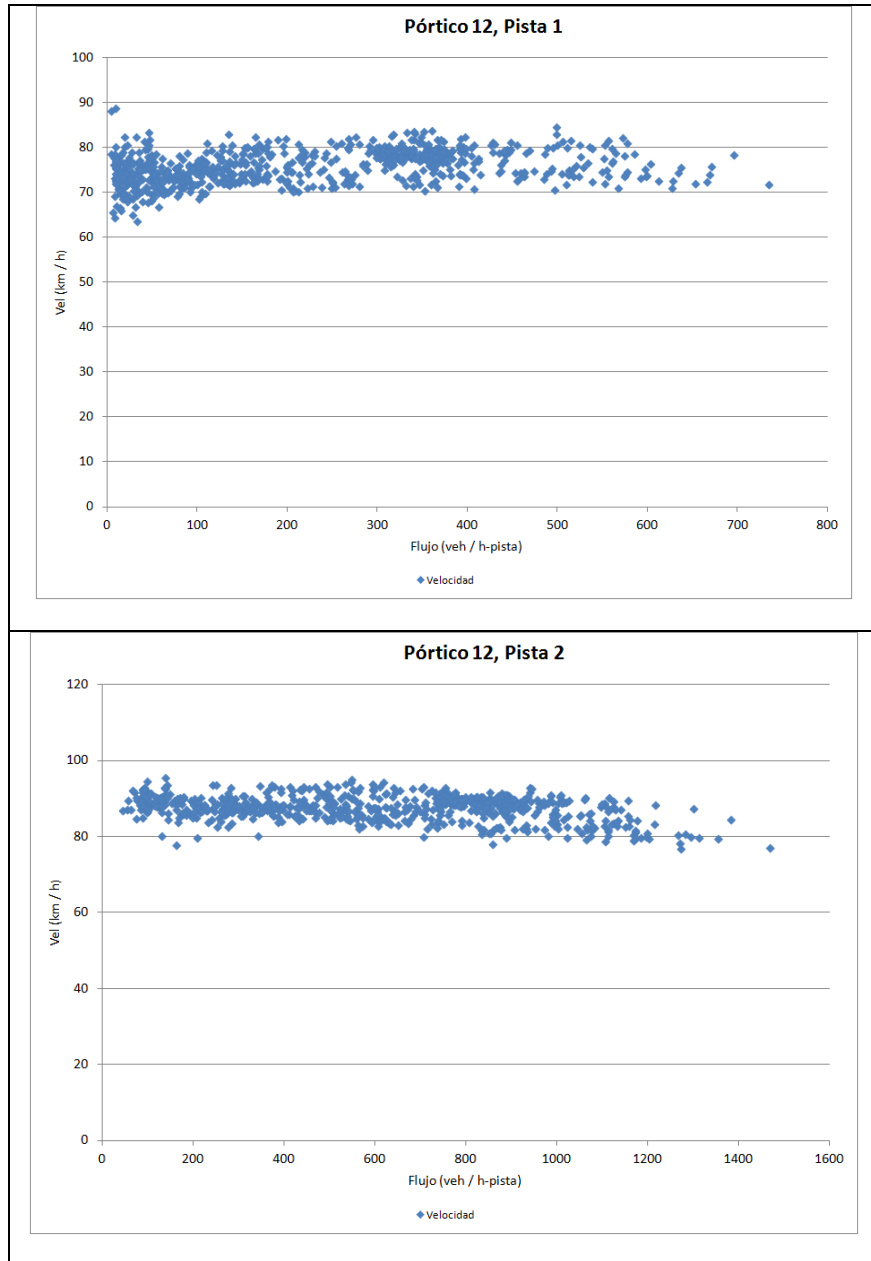 Pórtico 12, Pista 1
100
90
80
70
60
50
40
30
20
10
0
Vel (km / h)
0 100 200 300 400 500 600 700 800
Flujo (veh / h-pista)
Velocidad
Pórtico 12, Pista 2
120
100
80
60
40
20
0
Vel (km / h)
0 200 400 600 800 1000 1200 1400 1600
Flujo (veh / h-pista)
Velocidad